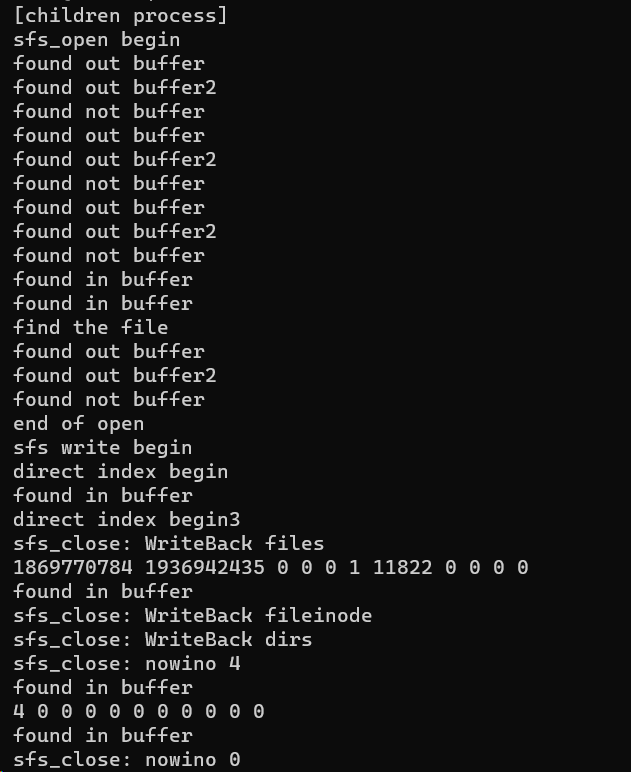 [children process]
sfs_open begin
found out buffer
found out buffer2
found not buffer
found out buffer
found out buffer2
found not buffer
found out buffer
found out buffer2
found not buffer
found in buffer
found in buffer
find the file
found out buffer
found out buffer2
found not buffer
end of open
sfs write begin
direct index begin
found in buffer
direct index begin3
sfs_close: WriteBack files
1869770784 1936942435 0 0 0 1 11822 0 0 0 0
found in buffer
sfs_close: WriteBack fileinode
sfs_close: WriteBack dirs
sfs_close: nowino 4
found in buffer
4 0 0 0 0 0 0 0 0 0 0
found in buffer
sfs_close: nowino 0